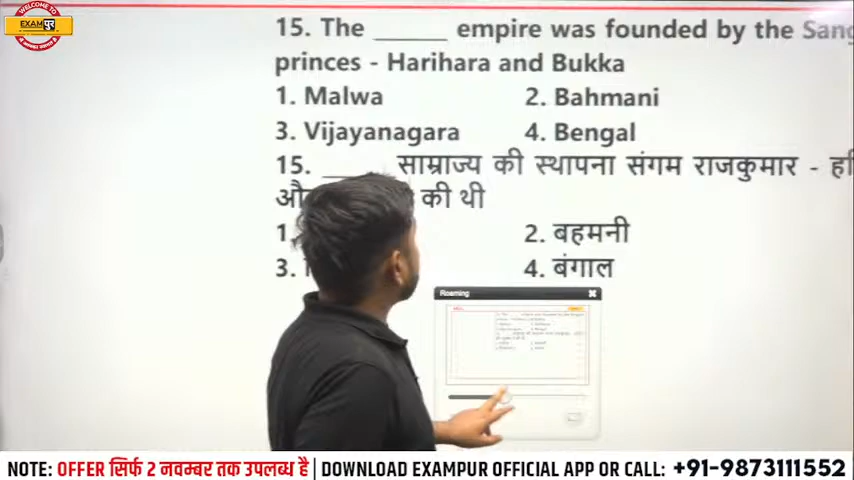 WELCOME TO
EXAMपुर
15. The ______ empire was founded by the Sang
princes - Harihara and Bukka
1. Malwa 2. Bahmani
3. Vijayanagara 4. Bengal
15. ______ साम्राज्य की स्थापना संगम राजकुमार - हरि
औ की थी
1. 2. बहमनी
3. 4. बंगाल
Roaming
NOTE: OFFER सिर्फ 2 नवम्बर तक उपलब्ध है | DOWNLOAD EXAMPUR OFFICIAL APP OR CALL: +91-9873111552